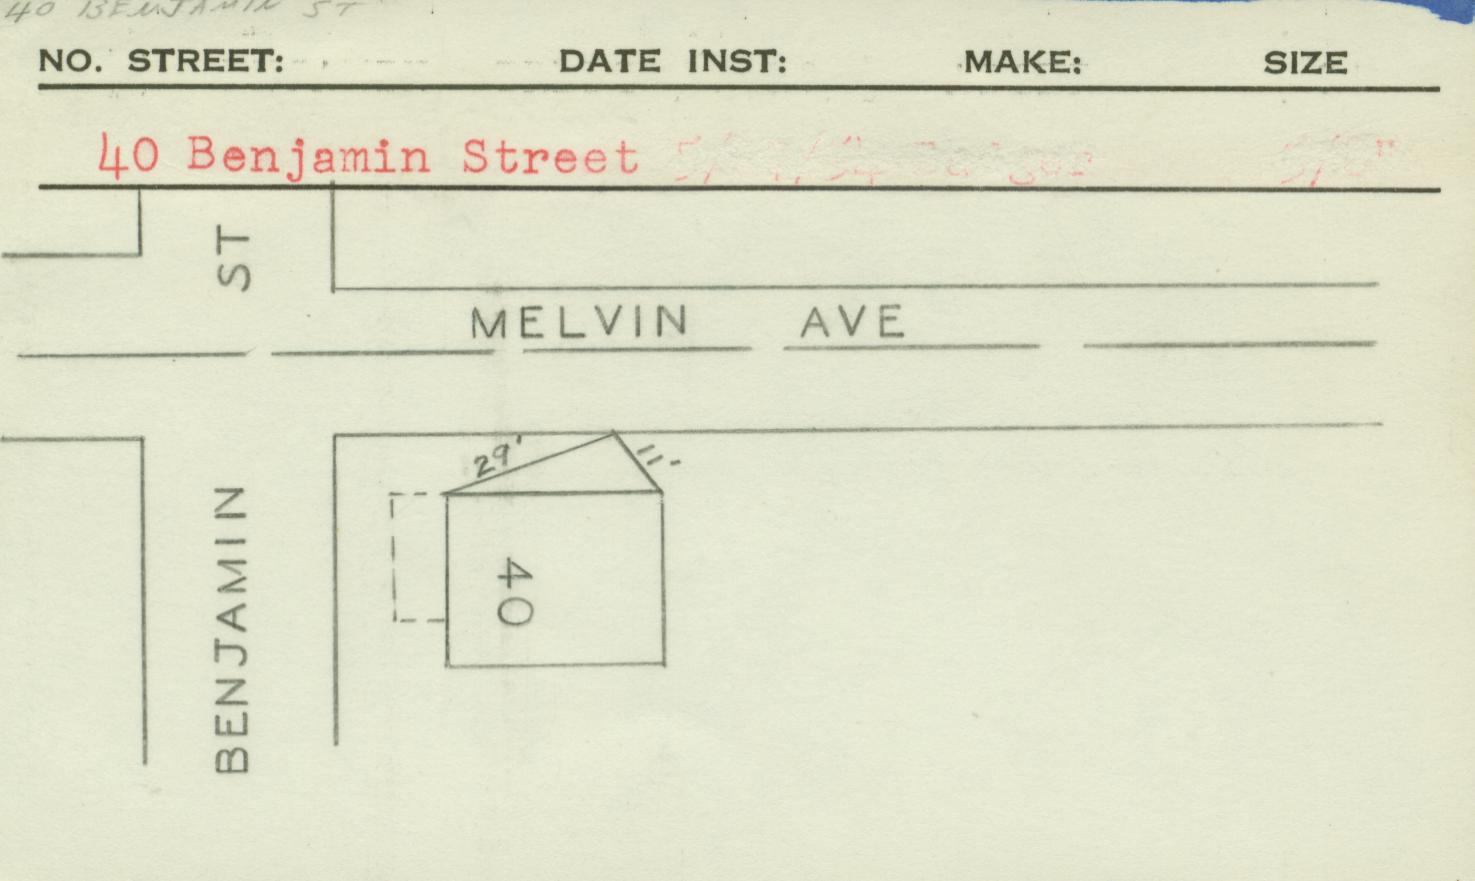 40 BENJAMIN ST
NO. STREET: DATE INST: MAKE: SIZE
40 Benjamin Street
ST
MELVIN AVE
29'
11'
40
BENJAMIN